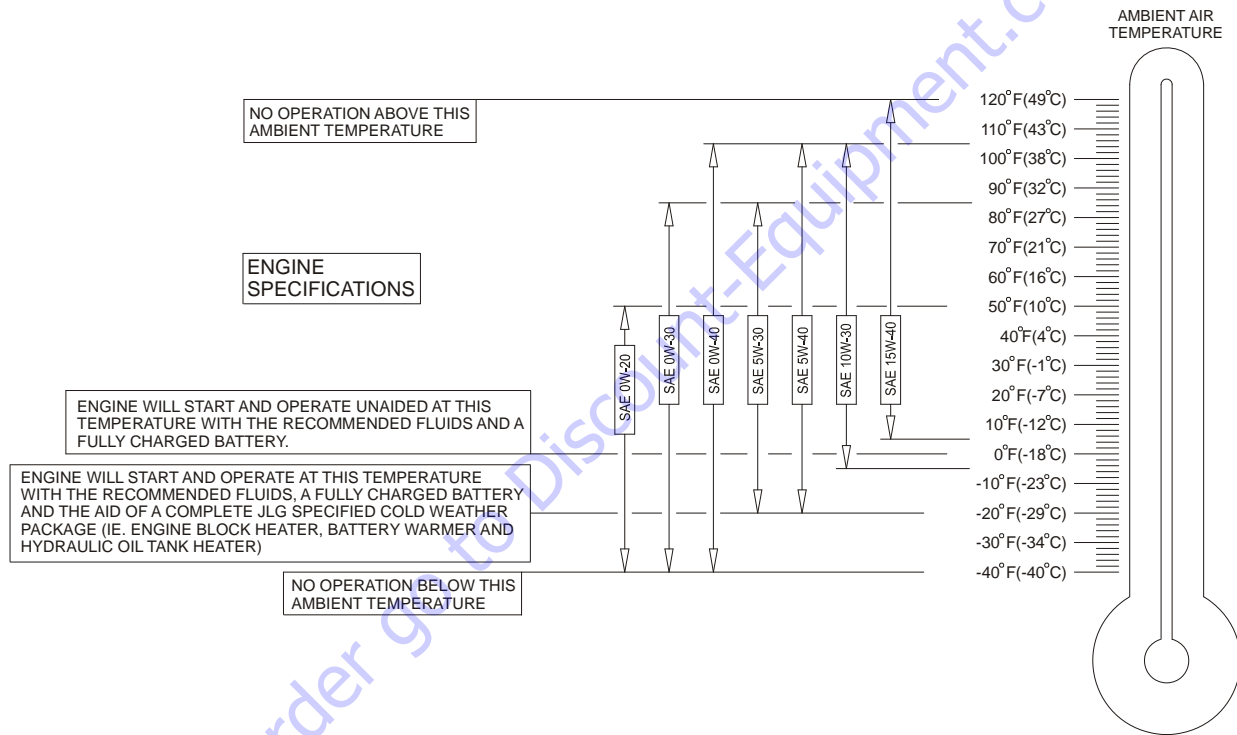 AMBIENT AIR
TEMPERATURE
NO OPERATION ABOVE THIS
AMBIENT TEMPERATURE
120°F(49°C)
110°F(43°C)
100°F(38°C)
90°F(32°C)
80°F(27°C)
70°F(21°C)
60°F(16°C)
50°F(10°C)
40°F(4°C)
30°F(-1°C)
20°F(-7°C)
10°F(-12°C)
0°F(-18°C)
-10°F(-23°C)
-20°F(-29°C)
-30°F(-34°C)
-40°F(-40°C)
ENGINE
SPECIFICATIONS
SAE 0W-20
SAE 0W-30
SAE 0W-40
SAE 5W-30
SAE 5W-40
SAE 10W-30
SAE 15W-40
ENGINE WILL START AND OPERATE UNAIDED AT THIS
TEMPERATURE WITH THE RECOMMENDED FLUIDS AND A
FULLY CHARGED BATTERY.
ENGINE WILL START AND OPERATE AT THIS TEMPERATURE
WITH THE RECOMMENDED FLUIDS, A FULLY CHARGED BATTERY
AND THE AID OF A COMPLETE JLG SPECIFIED COLD WEATHER
PACKAGE (IE. ENGINE BLOCK HEATER, BATTERY WARMER AND
HYDRAULIC OIL TANK HEATER)
NO OPERATION BELOW THIS
AMBIENT TEMPERATURE
rder go to Discount-Equipment.c